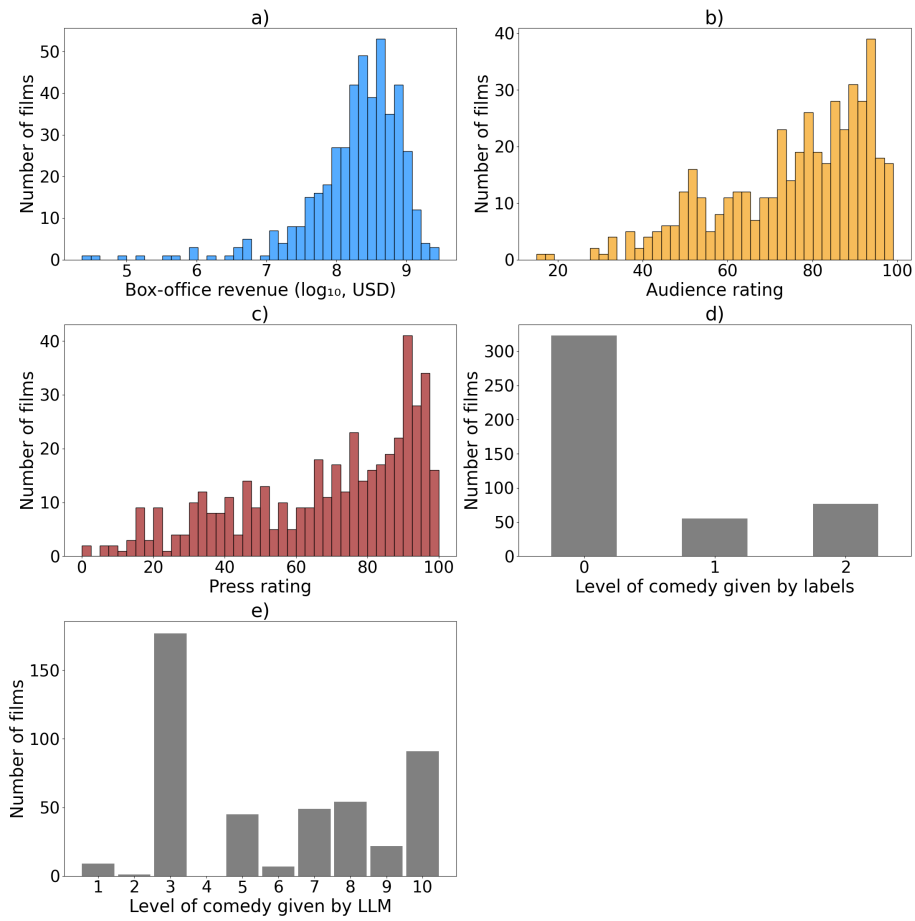 a)
50
40
30
20
10
0
Number of films
5 6 7 8 9
Box-office revenue (log₁₀, USD)
b)
40
30
20
10
0
Number of films
20 40 60 80 100
Audience rating
c)
40
30
20
10
0
Number of films
0 20 40 60 80 100
Press rating
d)
300
250
200
150
100
50
0
Number of films
0 1 2
Level of comedy given by labels
e)
150
100
50
0
Number of films
1 2 3 4 5 6 7 8 9 10
Level of comedy given by LLM